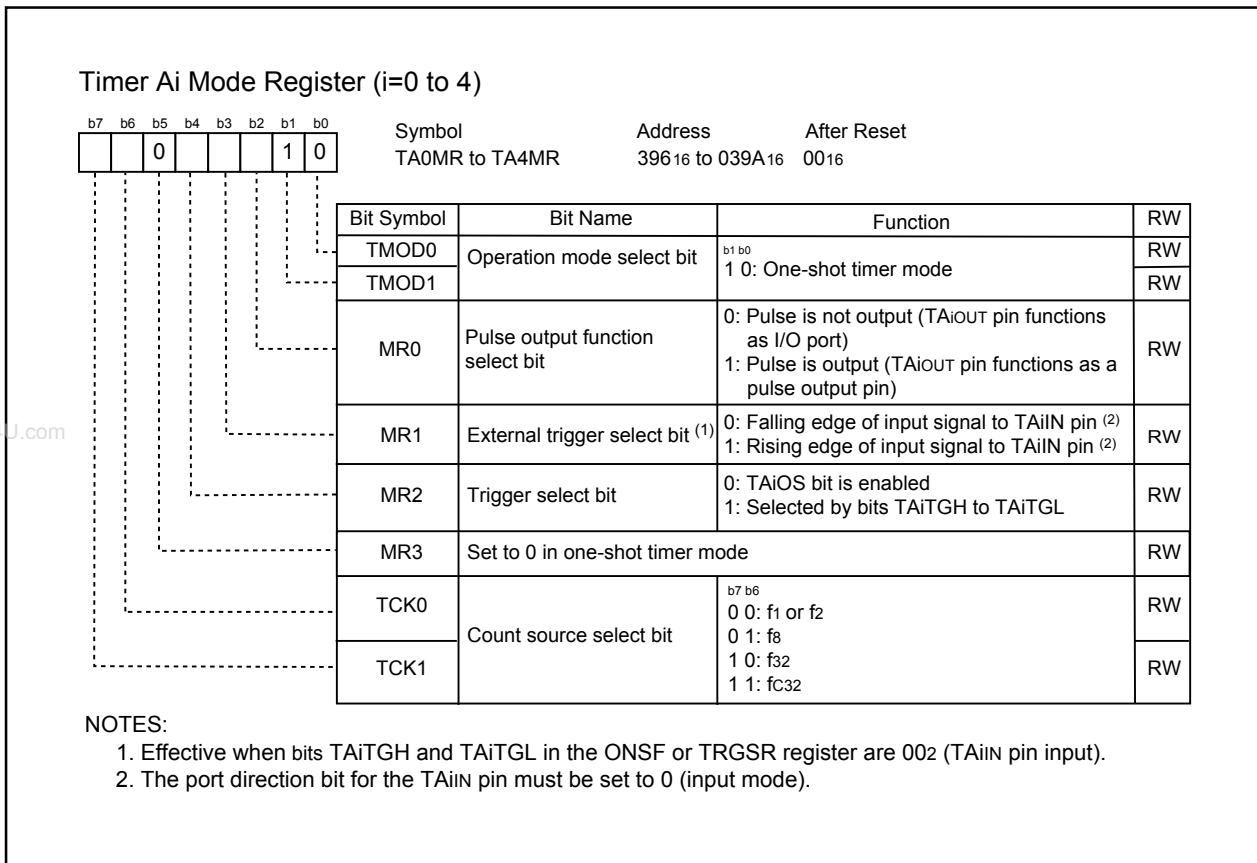 Timer Ai Mode Register (i=0 to 4)
b7 b6 b5 b4 b3 b2 b1 b0
0 1 0
Symbol Address After Reset
TA0MR to TA4MR 39616 to 039A16 0016
Bit Symbol Bit Name Function RW
TMOD0 Operation mode select bit b1 b0 RW
1 0: One-shot timer mode
TMOD1 RW
MR0 Pulse output function select bit 0: Pulse is not output (TAiOUT pin functions
as I/O port)
1: Pulse is output (TAiOUT pin functions as a
pulse output pin) RW
MR1 External trigger select bit (1) 0: Falling edge of input signal to TAiIN pin (2)
1: Rising edge of input signal to TAiIN pin (2) RW
MR2 Trigger select bit 0: TAiOS bit is enabled
1: Selected by bits TAiTGH to TAiTGL RW
MR3 Set to 0 in one-shot timer mode RW
TCK0 Count source select bit b7 b6 RW
0 0: f1 or f2
0 1: f8
1 0: f32
TCK1 1 1: fC32 RW
U.com
NOTES:
1. Effective when bits TAiTGH and TAiTGL in the ONSF or TRGSR register are 002 (TAiIN pin input).
2. The port direction bit for the TAiIN pin must be set to 0 (input mode).